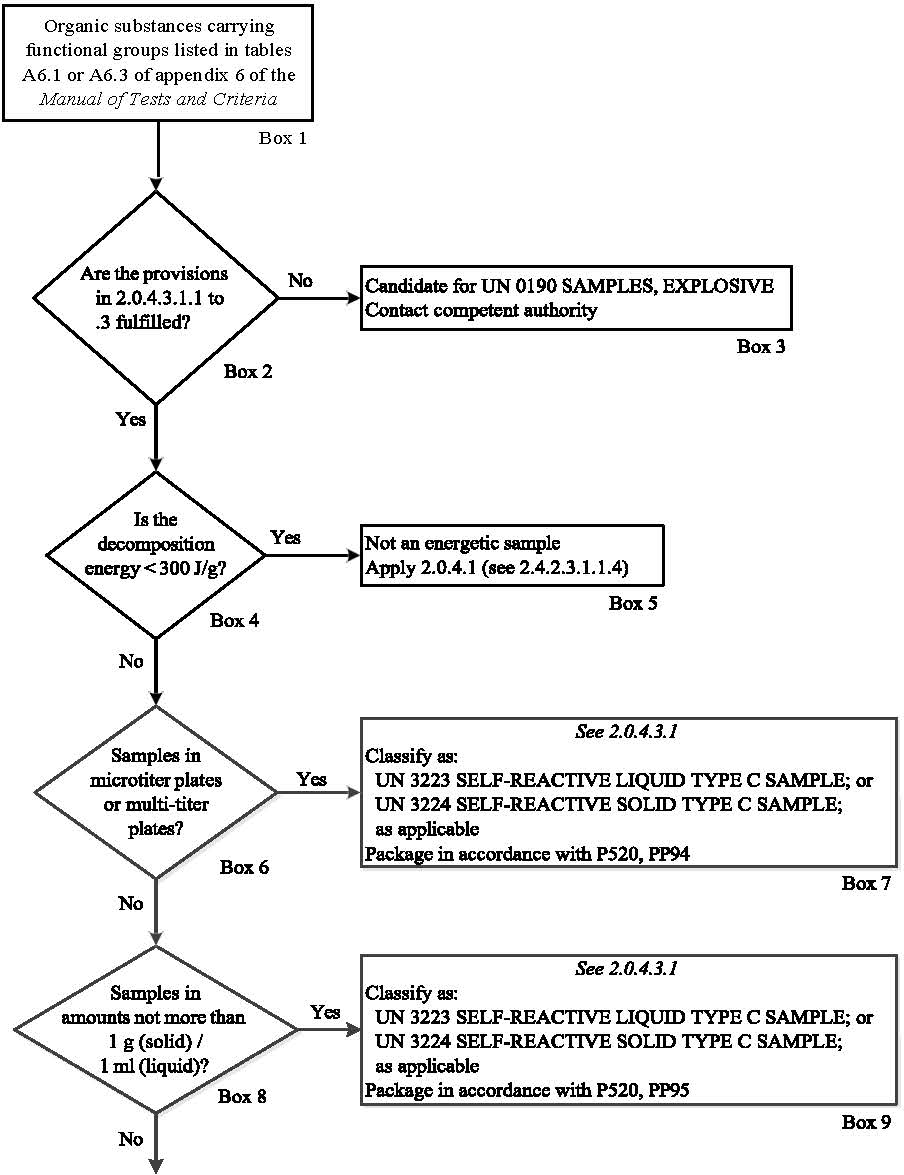 Organic substances carrying
functional groups listed in tables
A6.1 or A6.3 of appendix 6 of the
Manual of Tests and Criteria
Box 1
Are the provisions
in 2.0.4.3.1.1 to
.3 fulfilled?
No
Box 2
Candidate for UN 0190 SAMPLES, EXPLOSIVE
Contact competent authority
Box 3
Yes
Is the
decomposition
energy < 300 J/g?
Yes
Box 4
Not an energetic sample
Apply 2.0.4.1 (see 2.4.2.3.1.1.4)
Box 5
No
Samples in
microtiter plates
or multi-titer
plates?
Yes
Box 6
See 2.0.4.3.1
Classify as:
UN 3223 SELF-REACTIVE LIQUID TYPE C SAMPLE; or
UN 3224 SELF-REACTIVE SOLID TYPE C SAMPLE;
as applicable
Package in accordance with P520, PP94
Box 7
No
Samples in
amounts not more than
1 g (solid) /
1 ml (liquid)?
Yes
Box 8
See 2.0.4.3.1
Classify as:
UN 3223 SELF-REACTIVE LIQUID TYPE C SAMPLE; or
UN 3224 SELF-REACTIVE SOLID TYPE C SAMPLE;
as applicable
Package in accordance with P520, PP95
Box 9
No